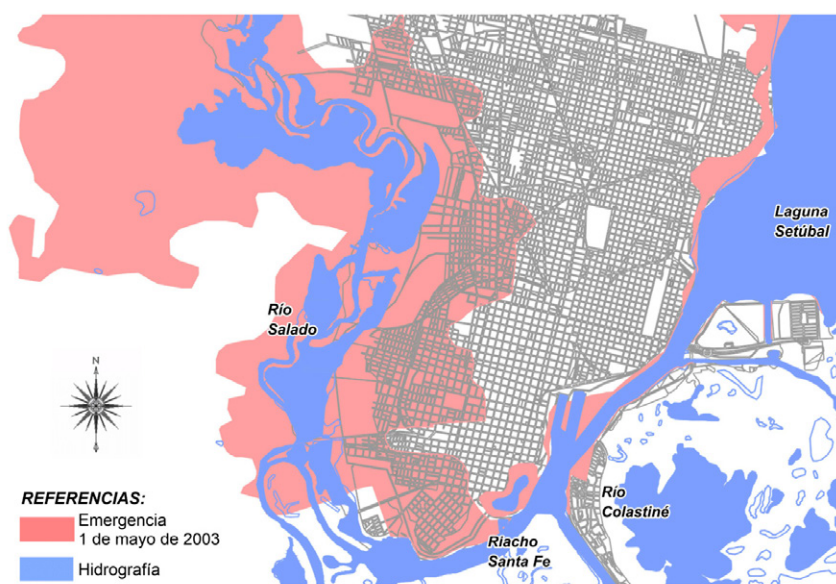 Laguna
Setúbal
Río
Salado
N
REFERENCIAS:
Emergencia
1 de mayo de 2003
Hidrografía
Río
Colastiné
Riacho
Santa Fe